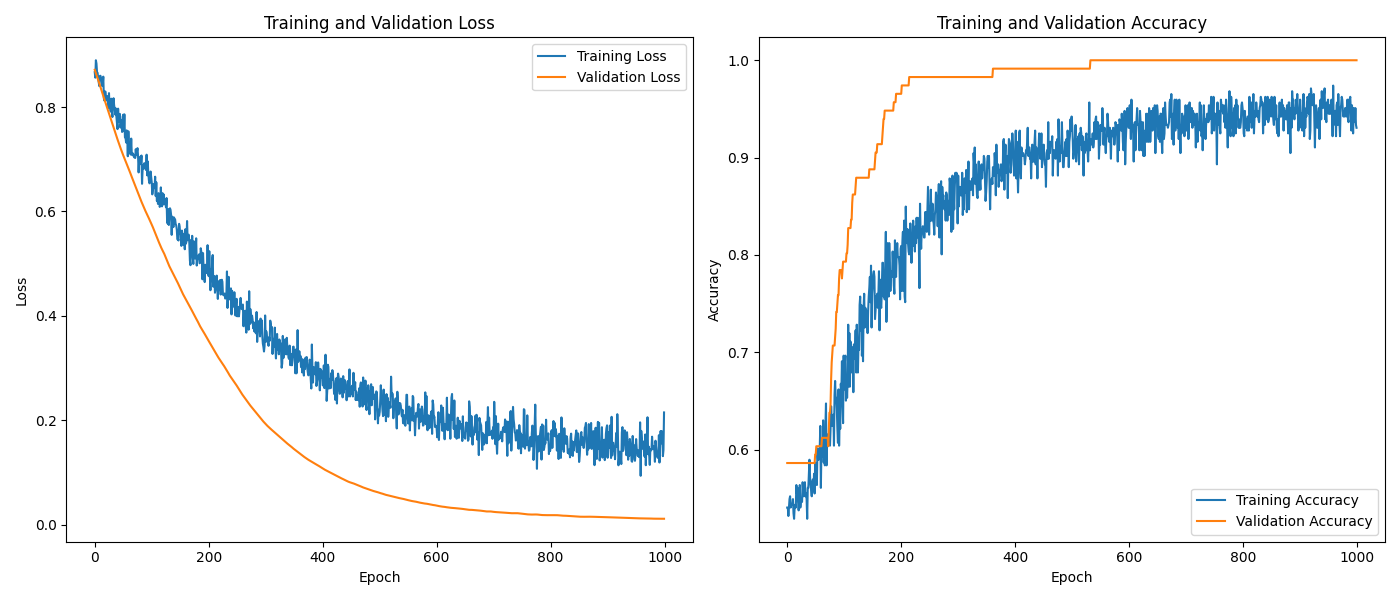 Training and Validation Loss
Training Loss
Validation Loss
0.8
0.6
0.4
0.2
0.0
Loss
0
200
400
600
800
1000
Epoch
Training and Validation Accuracy
1.0
0.9
0.8
0.7
0.6
Accuracy
Training Accuracy
Validation Accuracy
0
200
400
600
800
1000
Epoch